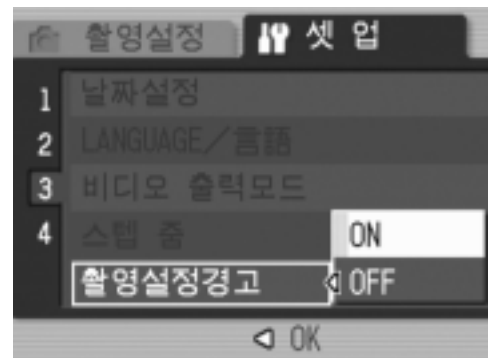 촬영설정 셋 업
1 날짜설정
2 LANGUAGE/言語
3 비디오 출력모드
4 스텝 줌 ON
촬영설정경고 OFF
OK